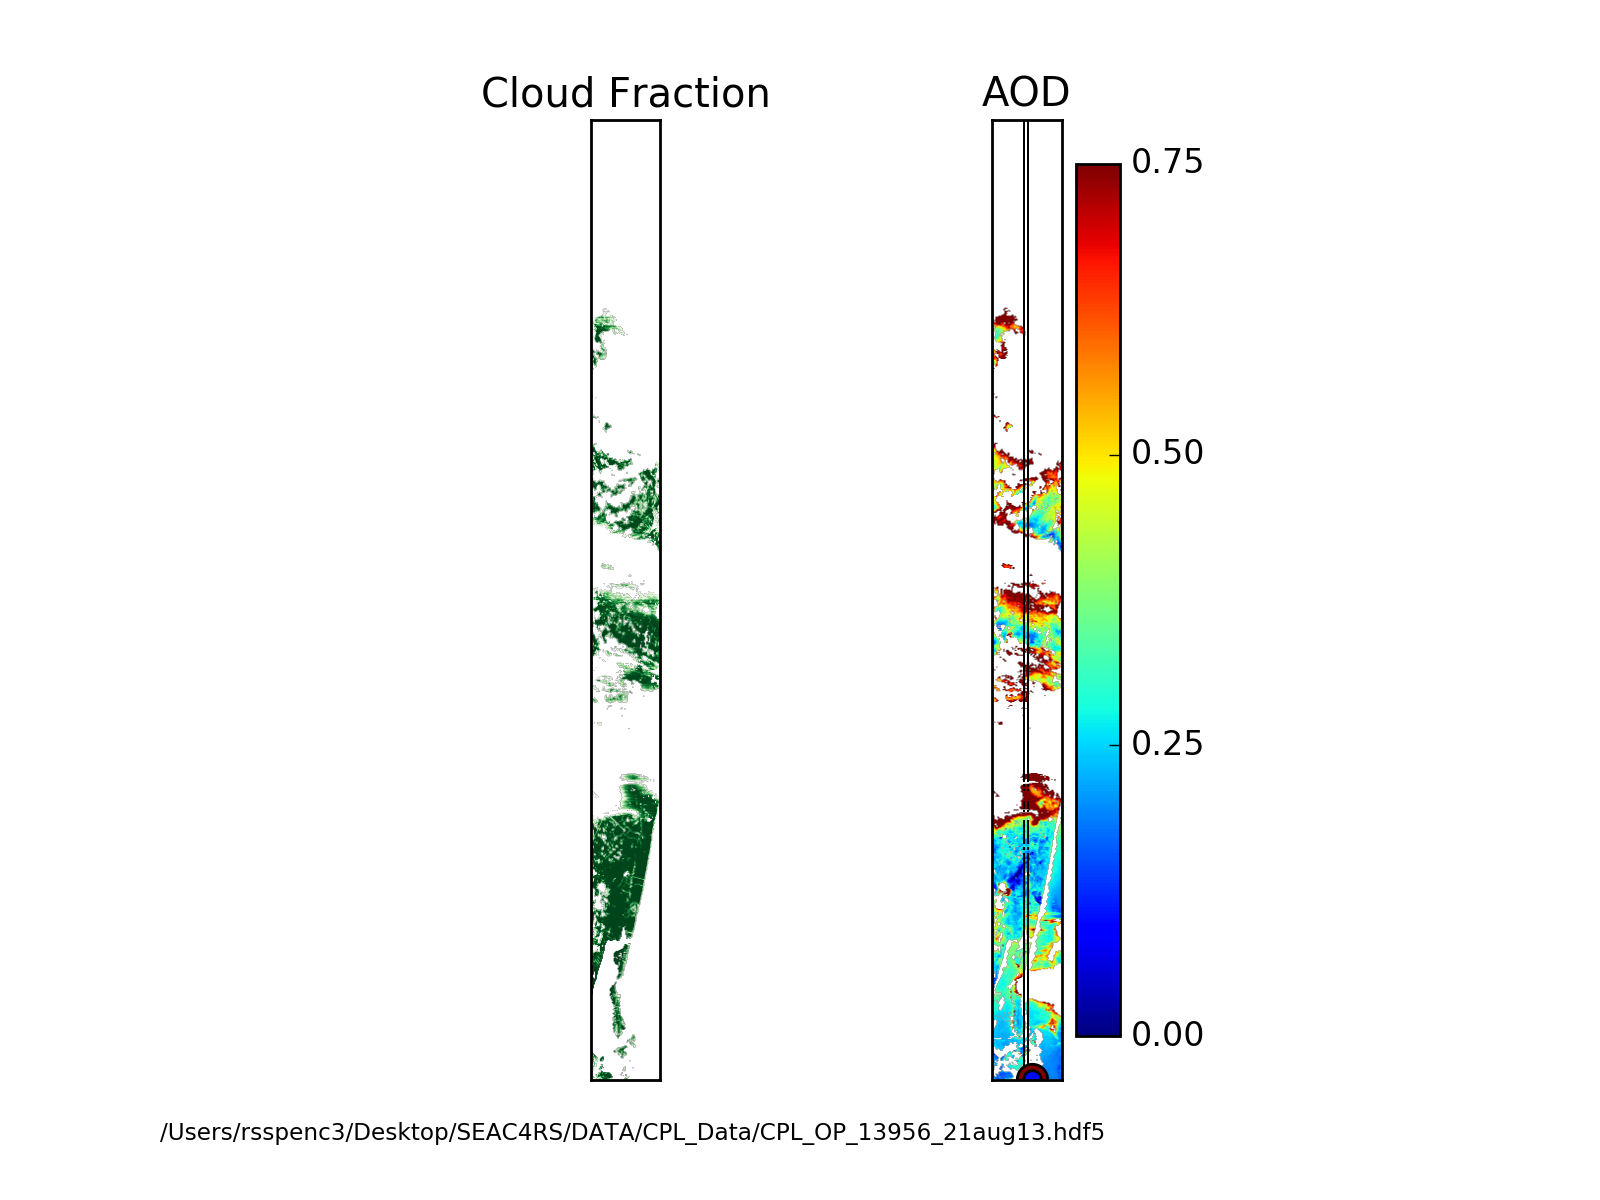 Cloud Fraction
AOD
0.75
0.50
0.25
0.00
/Users/rsspenc3/Desktop/SEAC4RS/DATA/CPL_Data/CPL_OP_13956_21aug13.hdf5